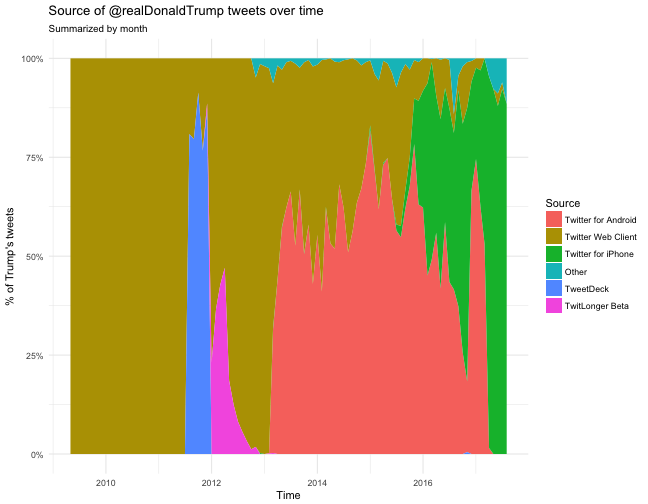 Source of @realDonaldTrump tweets over time
Summarized by month
100%
75%
50%
25%
0%
% of Trump's tweets
2010
2012
2014
2016
Time
Source
Twitter for Android
Twitter Web Client
Twitter for iPhone
Other
TweetDeck
TwitLonger Beta